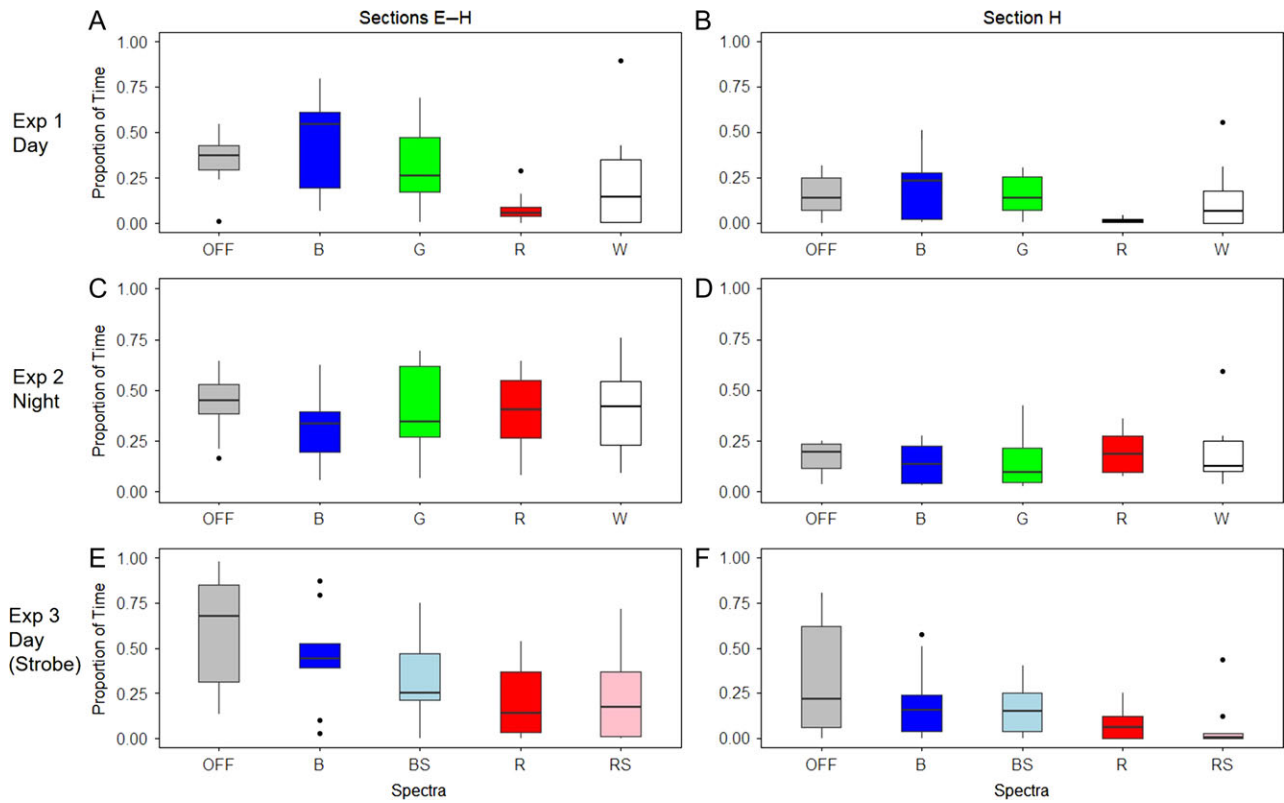 A
Sections E–H
B
Section H
Exp 1
Day
Proportion of Time
1.00
0.75
0.50
0.25
0.00
OFF B G R W
1.00
0.75
0.50
0.25
0.00
OFF B G R W
C
D
Exp 2
Night
Proportion of Time
1.00
0.75
0.50
0.25
0.00
OFF B G R W
1.00
0.75
0.50
0.25
0.00
OFF B G R W
E
F
Exp 3
Day
(Strobe)
Proportion of Time
1.00
0.75
0.50
0.25
0.00
OFF B BS R RS
Spectra
1.00
0.75
0.50
0.25
0.00
OFF B BS R RS
Spectra